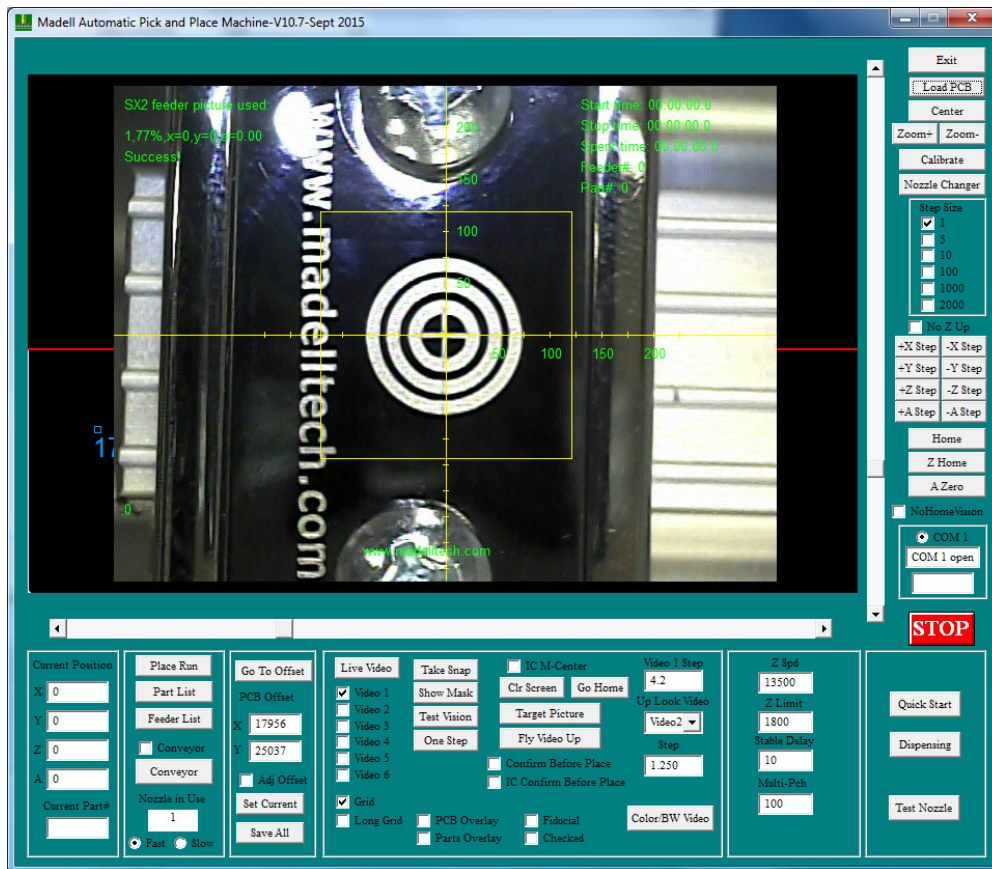 Madell Automatic Pick and Place Machine-V10.7-Sept 2015
SX2 feeder picture used:
1,77%,x=0,y=0,a=0.00
Success!
Start time: 00:00:00:0
Stop time: 00:00:00:0
Spent time: 00:00:00:0
Feeder#: 0
Part#: 0
www.madelltech.com
200
150
100
50
50
100
150
200
17
0
www.madelltech.com
Exit
Load PCB
Center
Zoom+ Zoom-
Calibrate
Nozzle Changer
Step Size
1
5
10
100
1000
2000
No Z Up
+X Step -X Step
+Y Step -Y Step
+Z Step -Z Step
+A Step -A Step
Home
Z Home
A Zero
NoHomeVision
COM 1
COM 1 open
STOP
Current Position
X 0
Y 0
Z 0
A 0
Current Part#
Place Run
Part List
Feeder List
Conveyor
Conveyor
Nozzle in Use
1
Fast Slow
Go To Offset
PCB Offset
X 17956
Y 25037
Adj Offset
Set Current
Save All
Live Video
Video 1
Video 2
Video 3
Video 4
Video 5
Video 6
Grid
Long Grid
Take Snap
Show Mask
Test Vision
One Step
IC M-Center
Clr Screen Go Home
Target Picture
Fly Video Up
Confirm Before Place
IC Confirm Before Place
PCB Overlay Fiducial
Parts Overlay Checked
Video 1 Step
4.2
Up Look Video
Video2
Step
1.250
Color/BW Video
Z Spd
13500
Z Limit
1800
Stable Delay
10
Multi-Pch
100
Quick Start
Dispensing
Test Nozzle